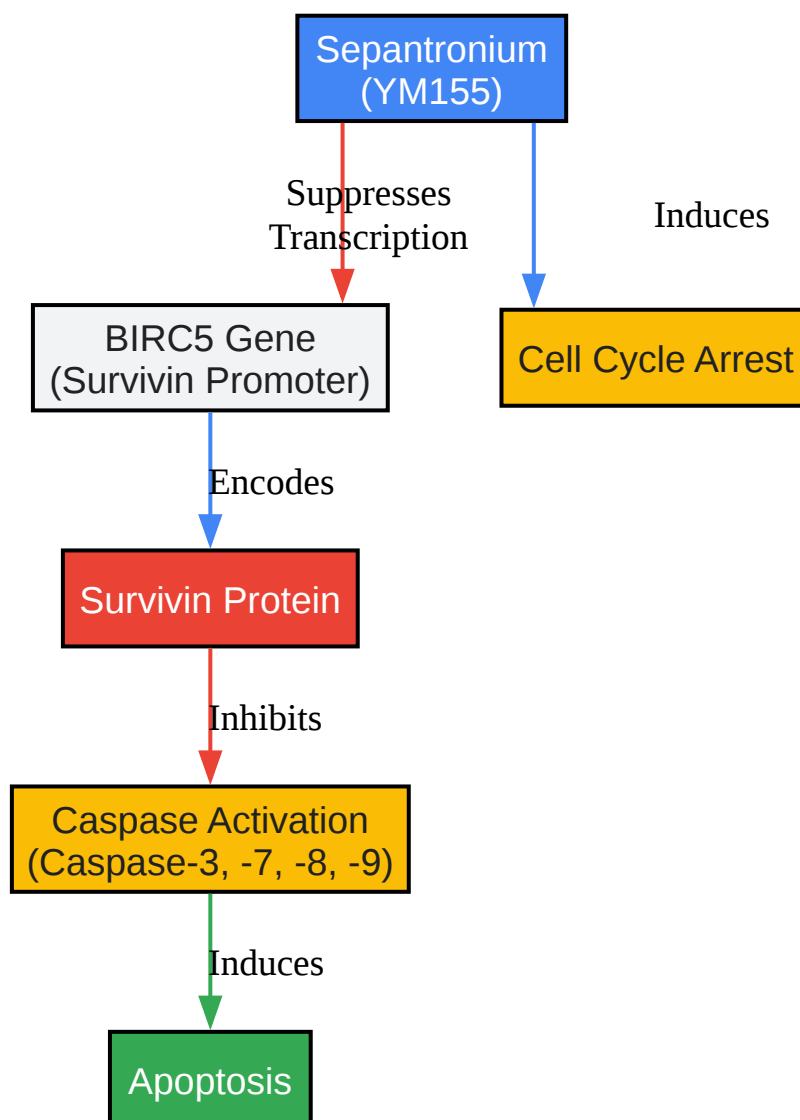 Sepantronium
(YM155)
Suppresses
Transcription
Induces
BIRC5 Gene
(Survivin Promoter)
Cell Cycle Arrest
Encodes
Survivin Protein
Inhibits
Caspase Activation
(Caspase-3, -7, -8, -9)
Induces
Apoptosis